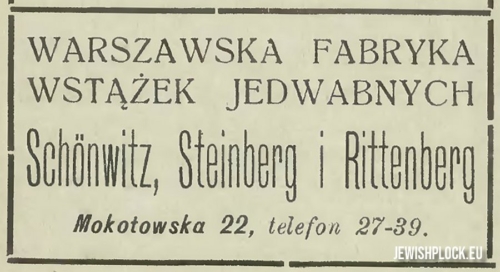 WARSZAWSKA FABRYKA
WSTĄŻEK JEDWABNYCH
Schönwitz, Steinberg i Rittenberg
Mokotowska 22, telefon 27-39.
JEWISHPLOCK.EU